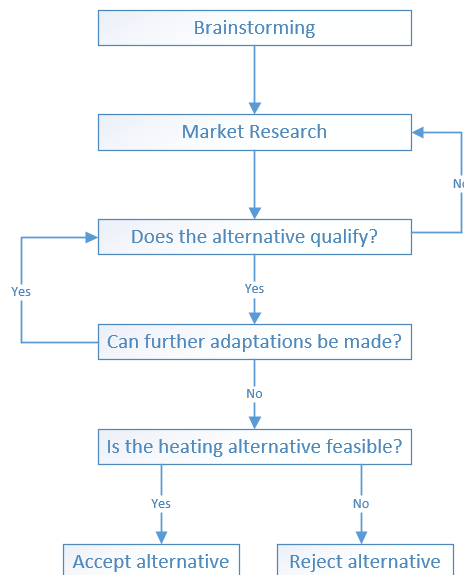 Brainstorming
Market Research
No
Does the alternative qualify?
Yes
Yes
Can further adaptations be made?
No
Is the heating alternative feasible?
Yes
No
Accept alternative
Reject alternative